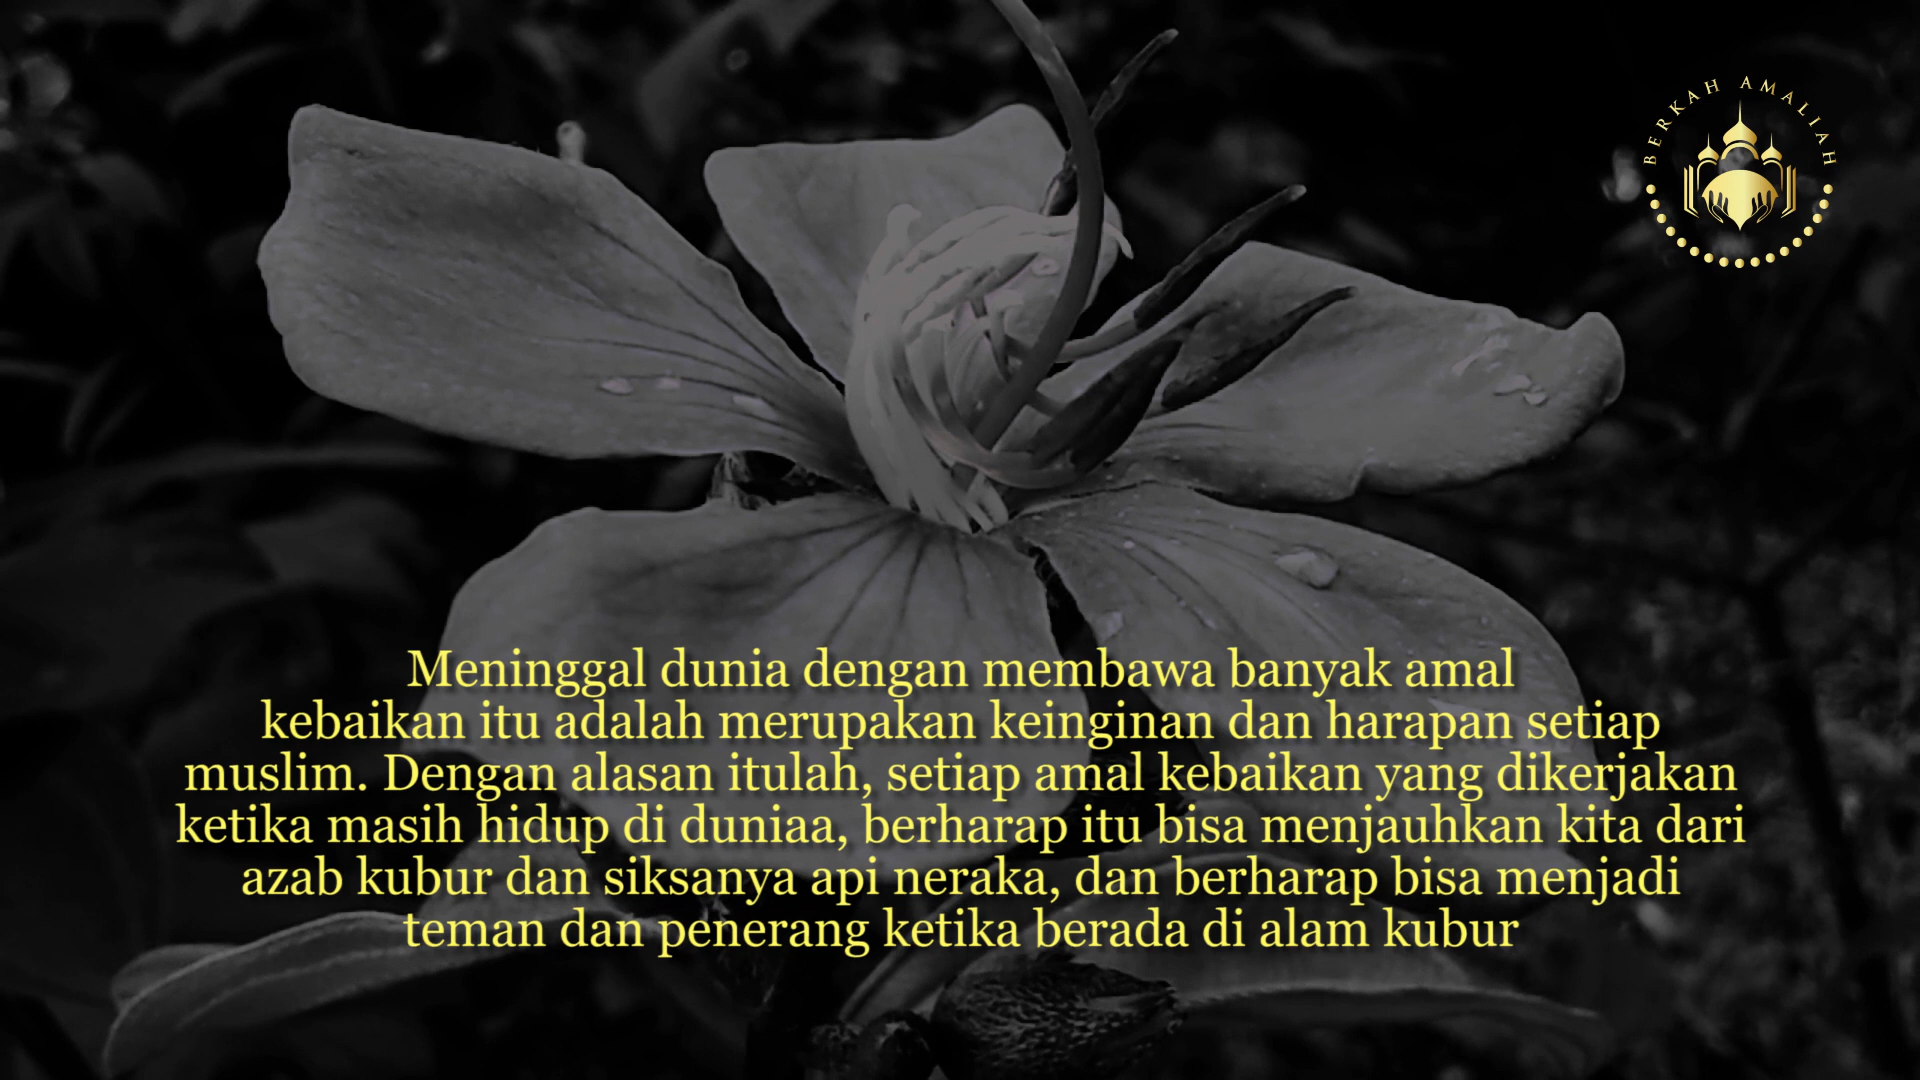 BERKAH AMALIAH
Meninggal dunia dengan membawa banyak amal
kebaikan itu adalah merupakan keinginan dan harapan setiap
muslim. Dengan alasan itulah, setiap amal kebaikan yang dikerjakan
ketika masih hidup di duniaa, berharap itu bisa menjauhkan kita dari
azab kubur dan siksanya api neraka, dan berharap bisa menjadi
teman dan penerang ketika berada di alam kubur